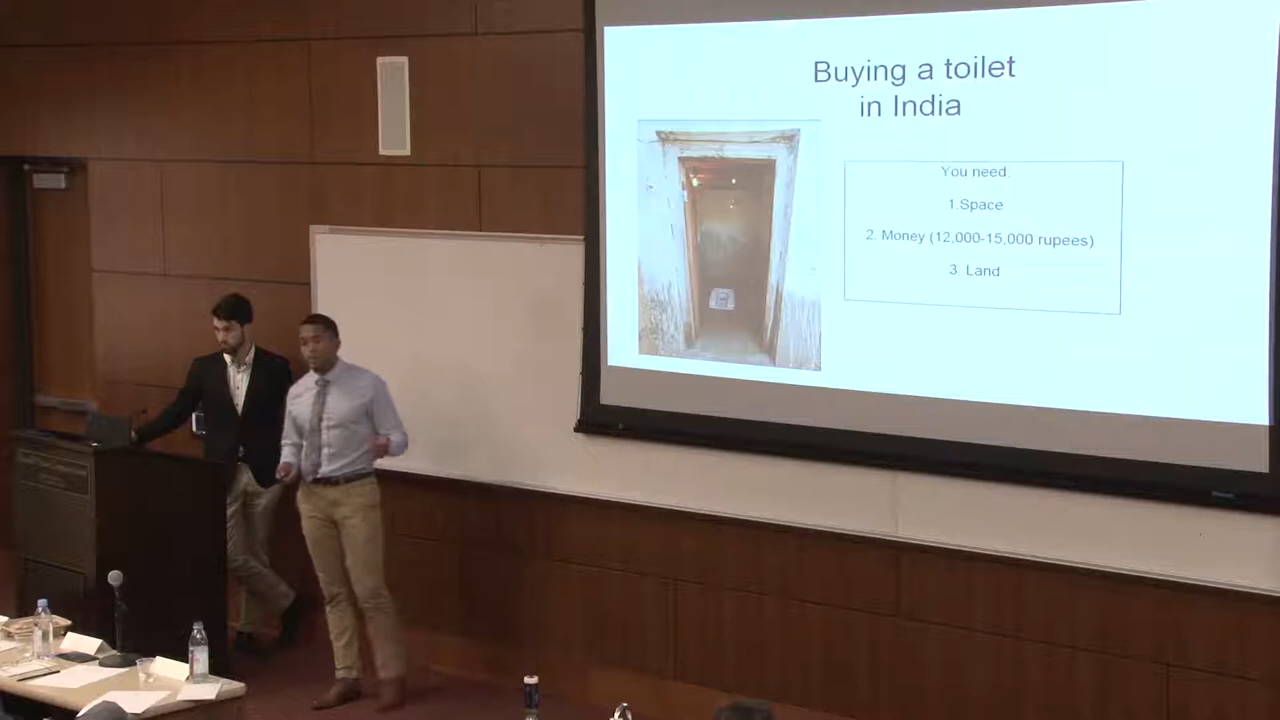 Buying a toilet
in India
You need:
1.Space
2. Money (12,000-15,000 rupees)
3. Land